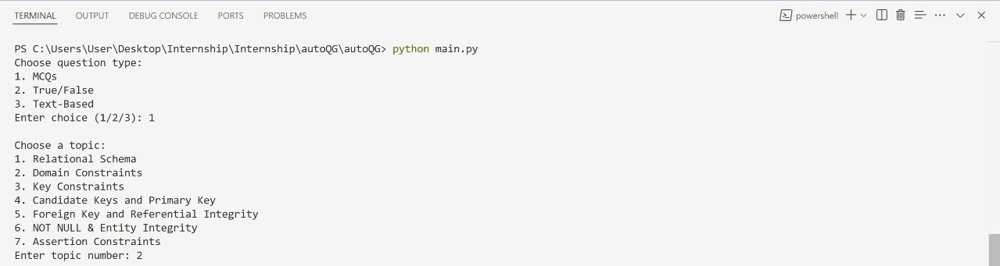 TERMINAL OUTPUT DEBUG CONSOLE PORTS PROBLEMS powershell
PS C:\Users\User\Desktop\Internship\Internship\autoQG\autoQG> python main.py
Choose question type:
1. MCQs
2. True/False
3. Text-Based
Enter choice (1/2/3): 1
Choose a topic:
1. Relational Schema
2. Domain Constraints
3. Key Constraints
4. Candidate Keys and Primary Key
5. Foreign Key and Referential Integrity
6. NOT NULL & Entity Integrity
7. Assertion Constraints
Enter topic number: 2